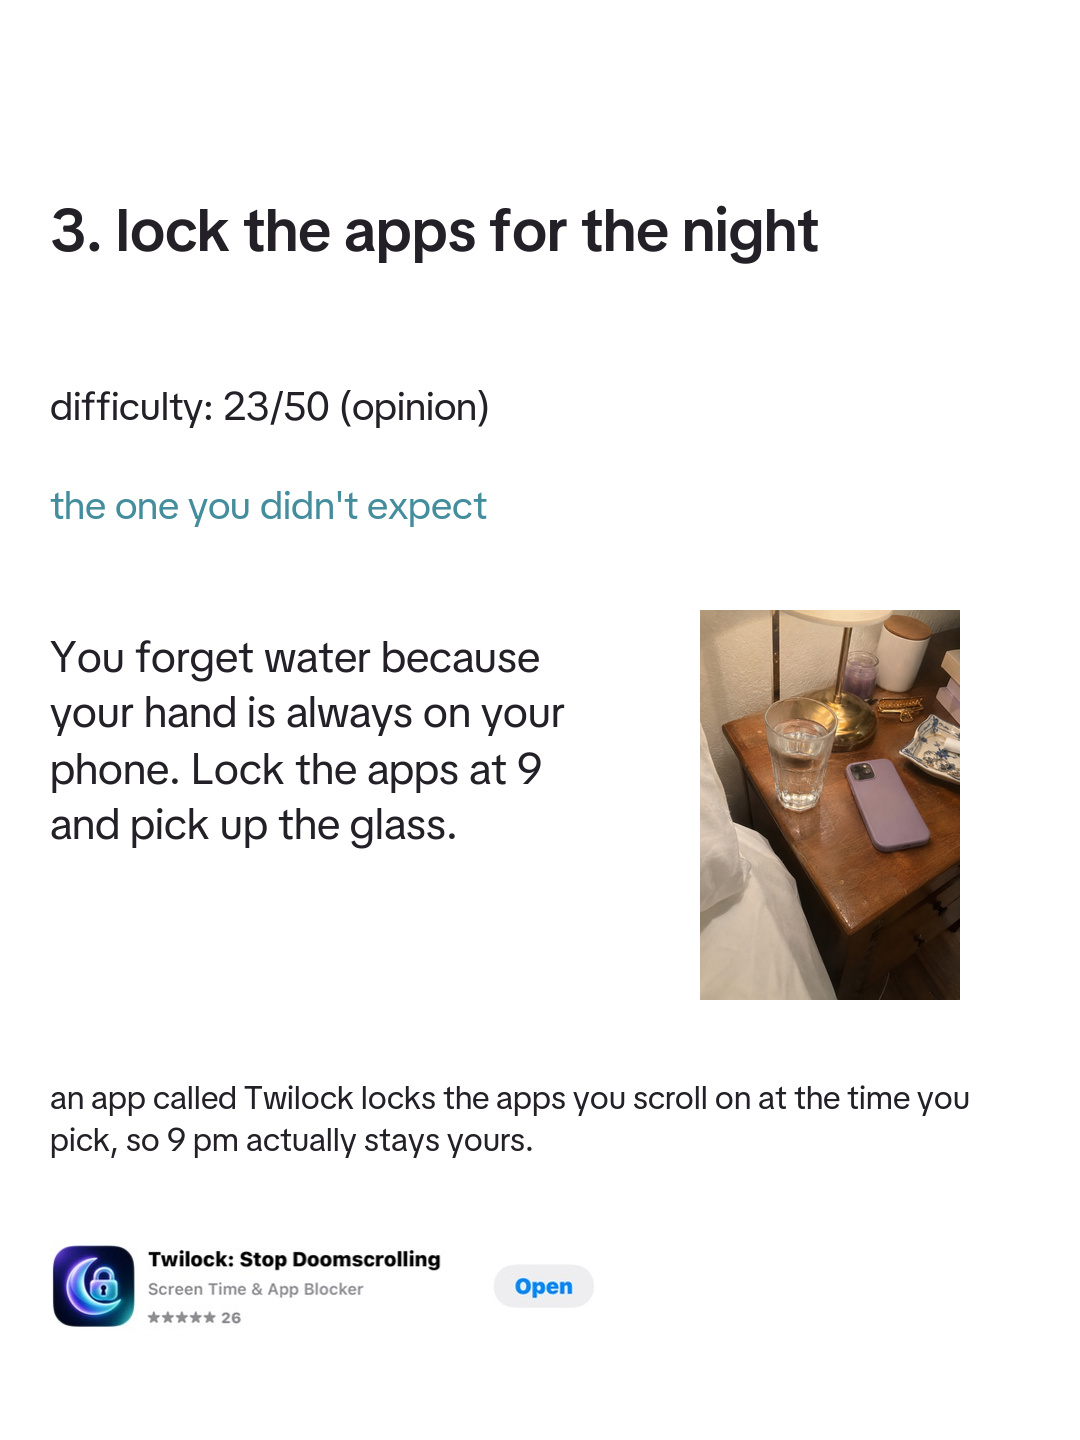 3. lock the apps for the night
difficulty: 23/50 (opinion)
the one you didn't expect
You forget water because
your hand is always on your
phone. Lock the apps at 9
and pick up the glass.
an app called Twilock locks the apps you scroll on at the time you
pick, so 9 pm actually stays yours.
Twilock: Stop Doomscrolling
Screen Time & App Blocker
★★★★★ 26
Open